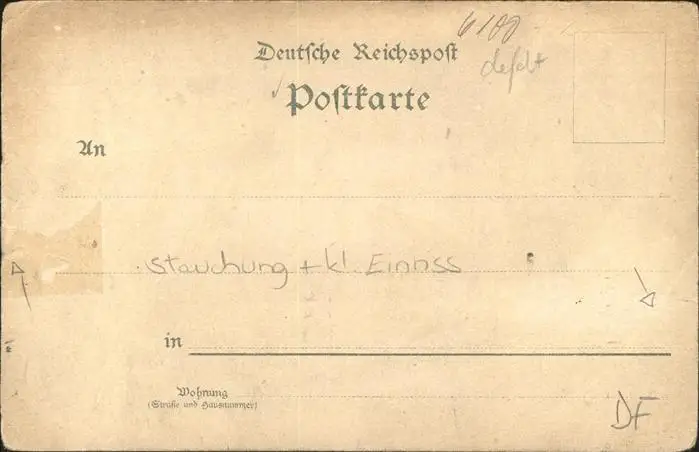 6100
Deutsche Reichspost
defekt
Postkarte
An
Stauchung + kl. Einriss
in
Wohnung
(Straße und Hausnummer)
DF